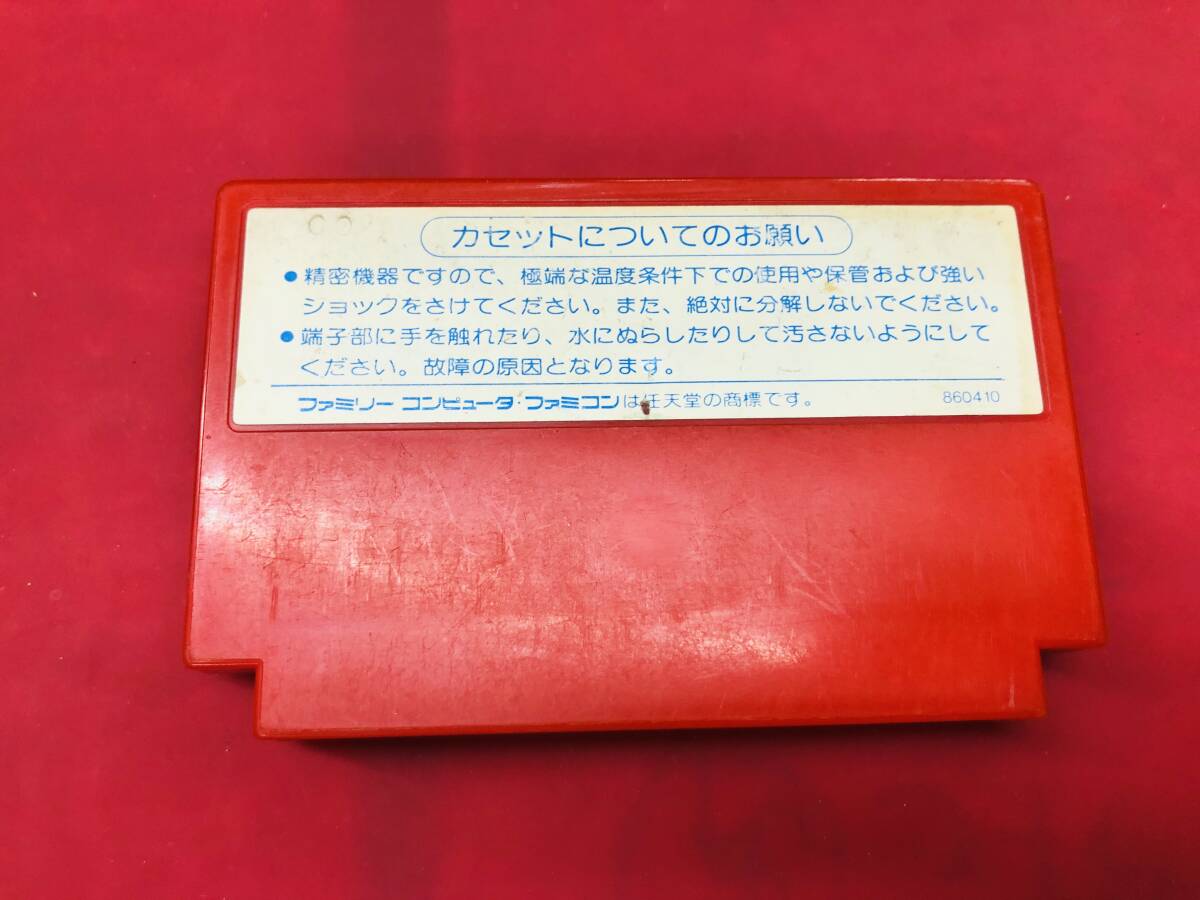 カセットについてのお願い
●精密機器ですので、極端な温度条件下での使用や保管および強い
ショックをさけてください。また、絶対に分解しないでください。
●端子部に手を触れたり、水にぬらしたりして汚さないようにして
ください。故障の原因となります。
ファミリーコンピュータ・ファミコンは任天堂の商標です。 860410